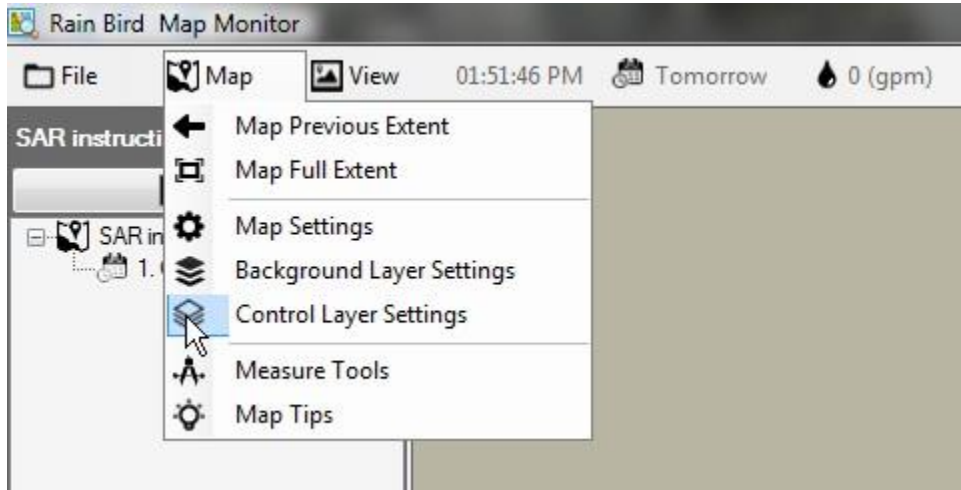 Rain Bird Map Monitor
File Map View 01:51:46 PM Tomorrow 0 (gpm)
SAR instructi
Map Previous Extent
Map Full Extent
Map Settings
SAR in
1.
Background Layer Settings
Control Layer Settings
Measure Tools
Map Tips